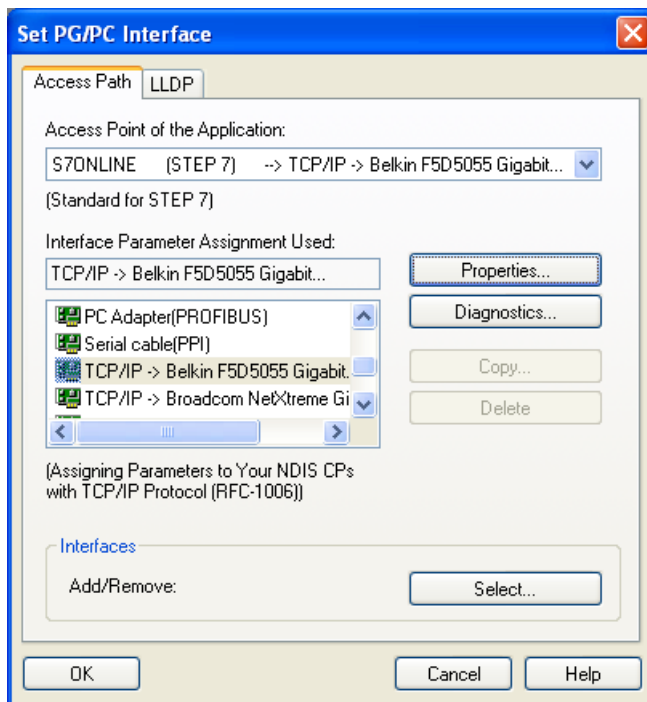 Set PG/PC Interface
Access Path
LLDP
Access Point of the Application:
S7ONLINE (STEP 7) --> TCP/IP -> Belkin F5D5055 Gigabit...
(Standard for STEP 7)
Interface Parameter Assignment Used:
TCP/IP -> Belkin F5D5055 Gigabit...
Properties...
PC Adapter(PROFIBUS)
Diagnostics...
Serial cable(PPI)
TCP/IP -> Belkin F5D5055 Gigabit.
Copy...
TCP/IP -> Broadcom NetXtreme Gi
Delete
(Assigning Parameters to Your NDIS CPs
with TCP/IP Protocol (RFC-1006))
Interfaces
Add/Remove:
Select...
OK
Cancel
Help